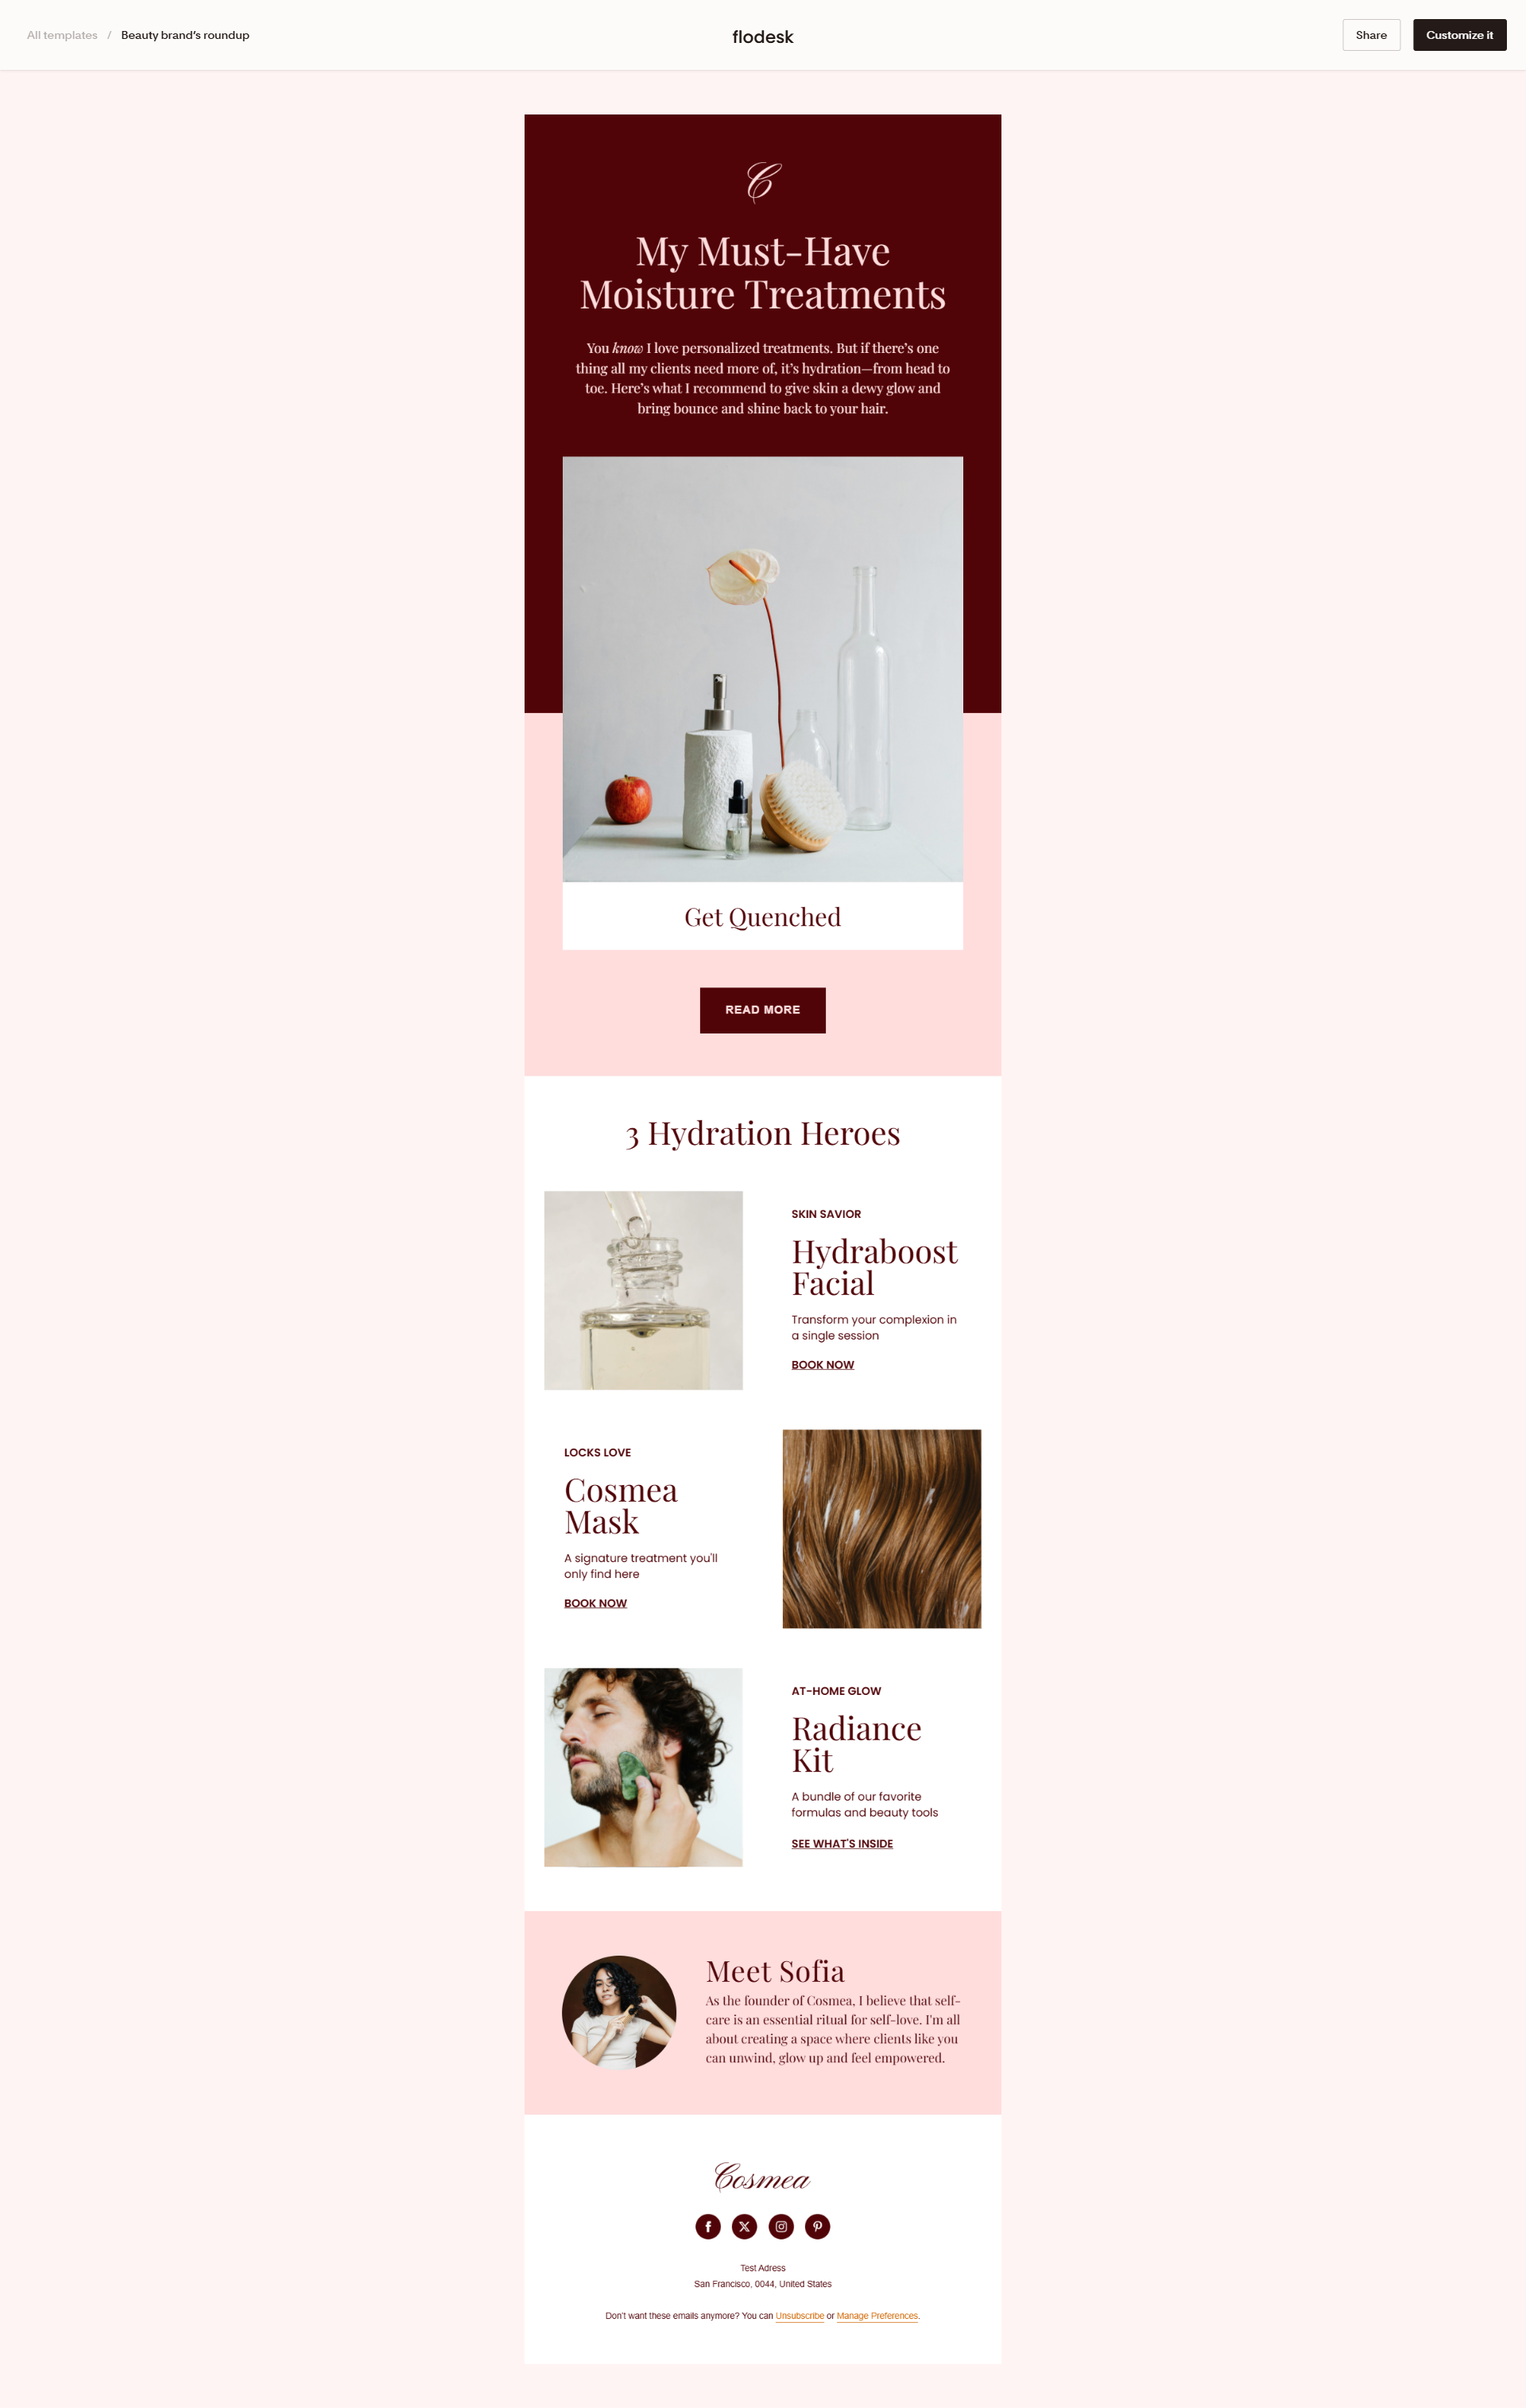 All templates / Beauty brand's roundup
flodesk
Share
Customize it
C
My Must-Have
Moisture Treatments
You know I love personalized treatments. But if there's one
thing all my clients need more of, it's hydration—from head to
toe. Here's what I recommend to give skin a dewy glow and
bring bounce and shine back to your hair.
Get Quenched
READ MORE
3 Hydration Heroes
SKIN SAVIOR
Hydraboost
Facial
Transform your complexion in
a single session
BOOK NOW
LOCKS LOVE
Cosmea
Mask
A signature treatment you'll
only find here
BOOK NOW
AT-HOME GLOW
Radiance
Kit
A bundle of our favorite
formulas and beauty tools
SEE WHAT'S INSIDE
Meet Sofia
As the founder of Cosmea, I believe that self-
care is an essential ritual for self-love. I'm all
about creating a space where clients like you
can unwind, glow up and feel empowered.
Cosmea
Test Adress
San Francisco, 0044, United States
Don't want these emails anymore? You can Unsubscribe or Manage Preferences.